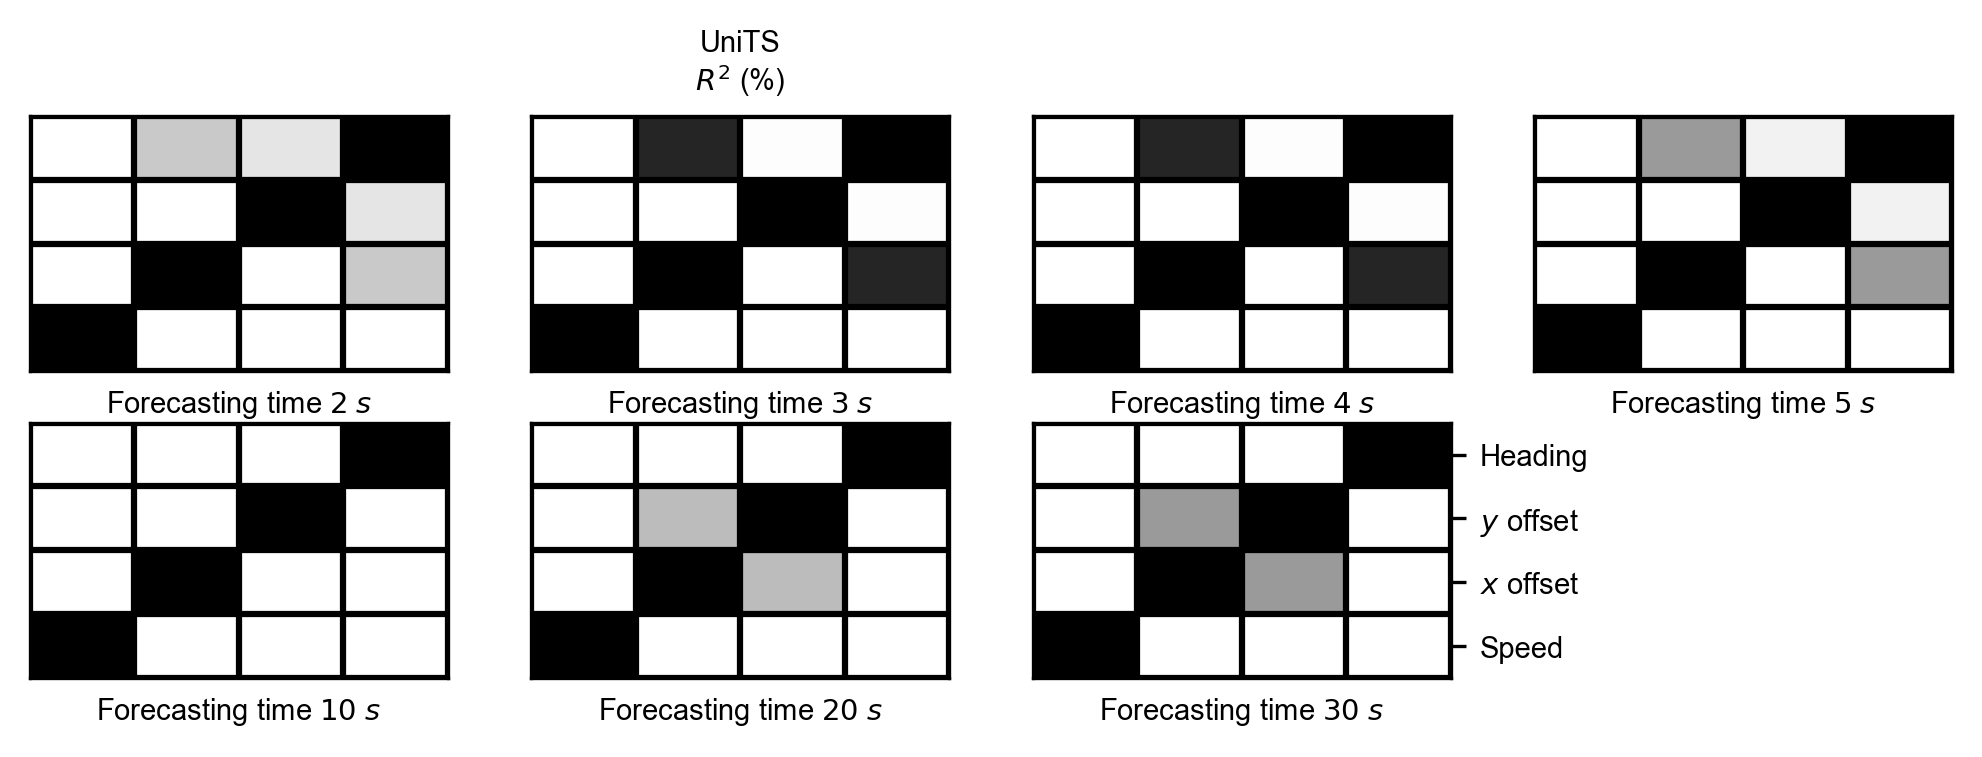 UniTS
R² (%)
Forecasting time 2 s
Forecasting time 3 s
Forecasting time 4 s
Forecasting time 5 s
Heading
y offset
x offset
Speed
Forecasting time 10 s
Forecasting time 20 s
Forecasting time 30 s